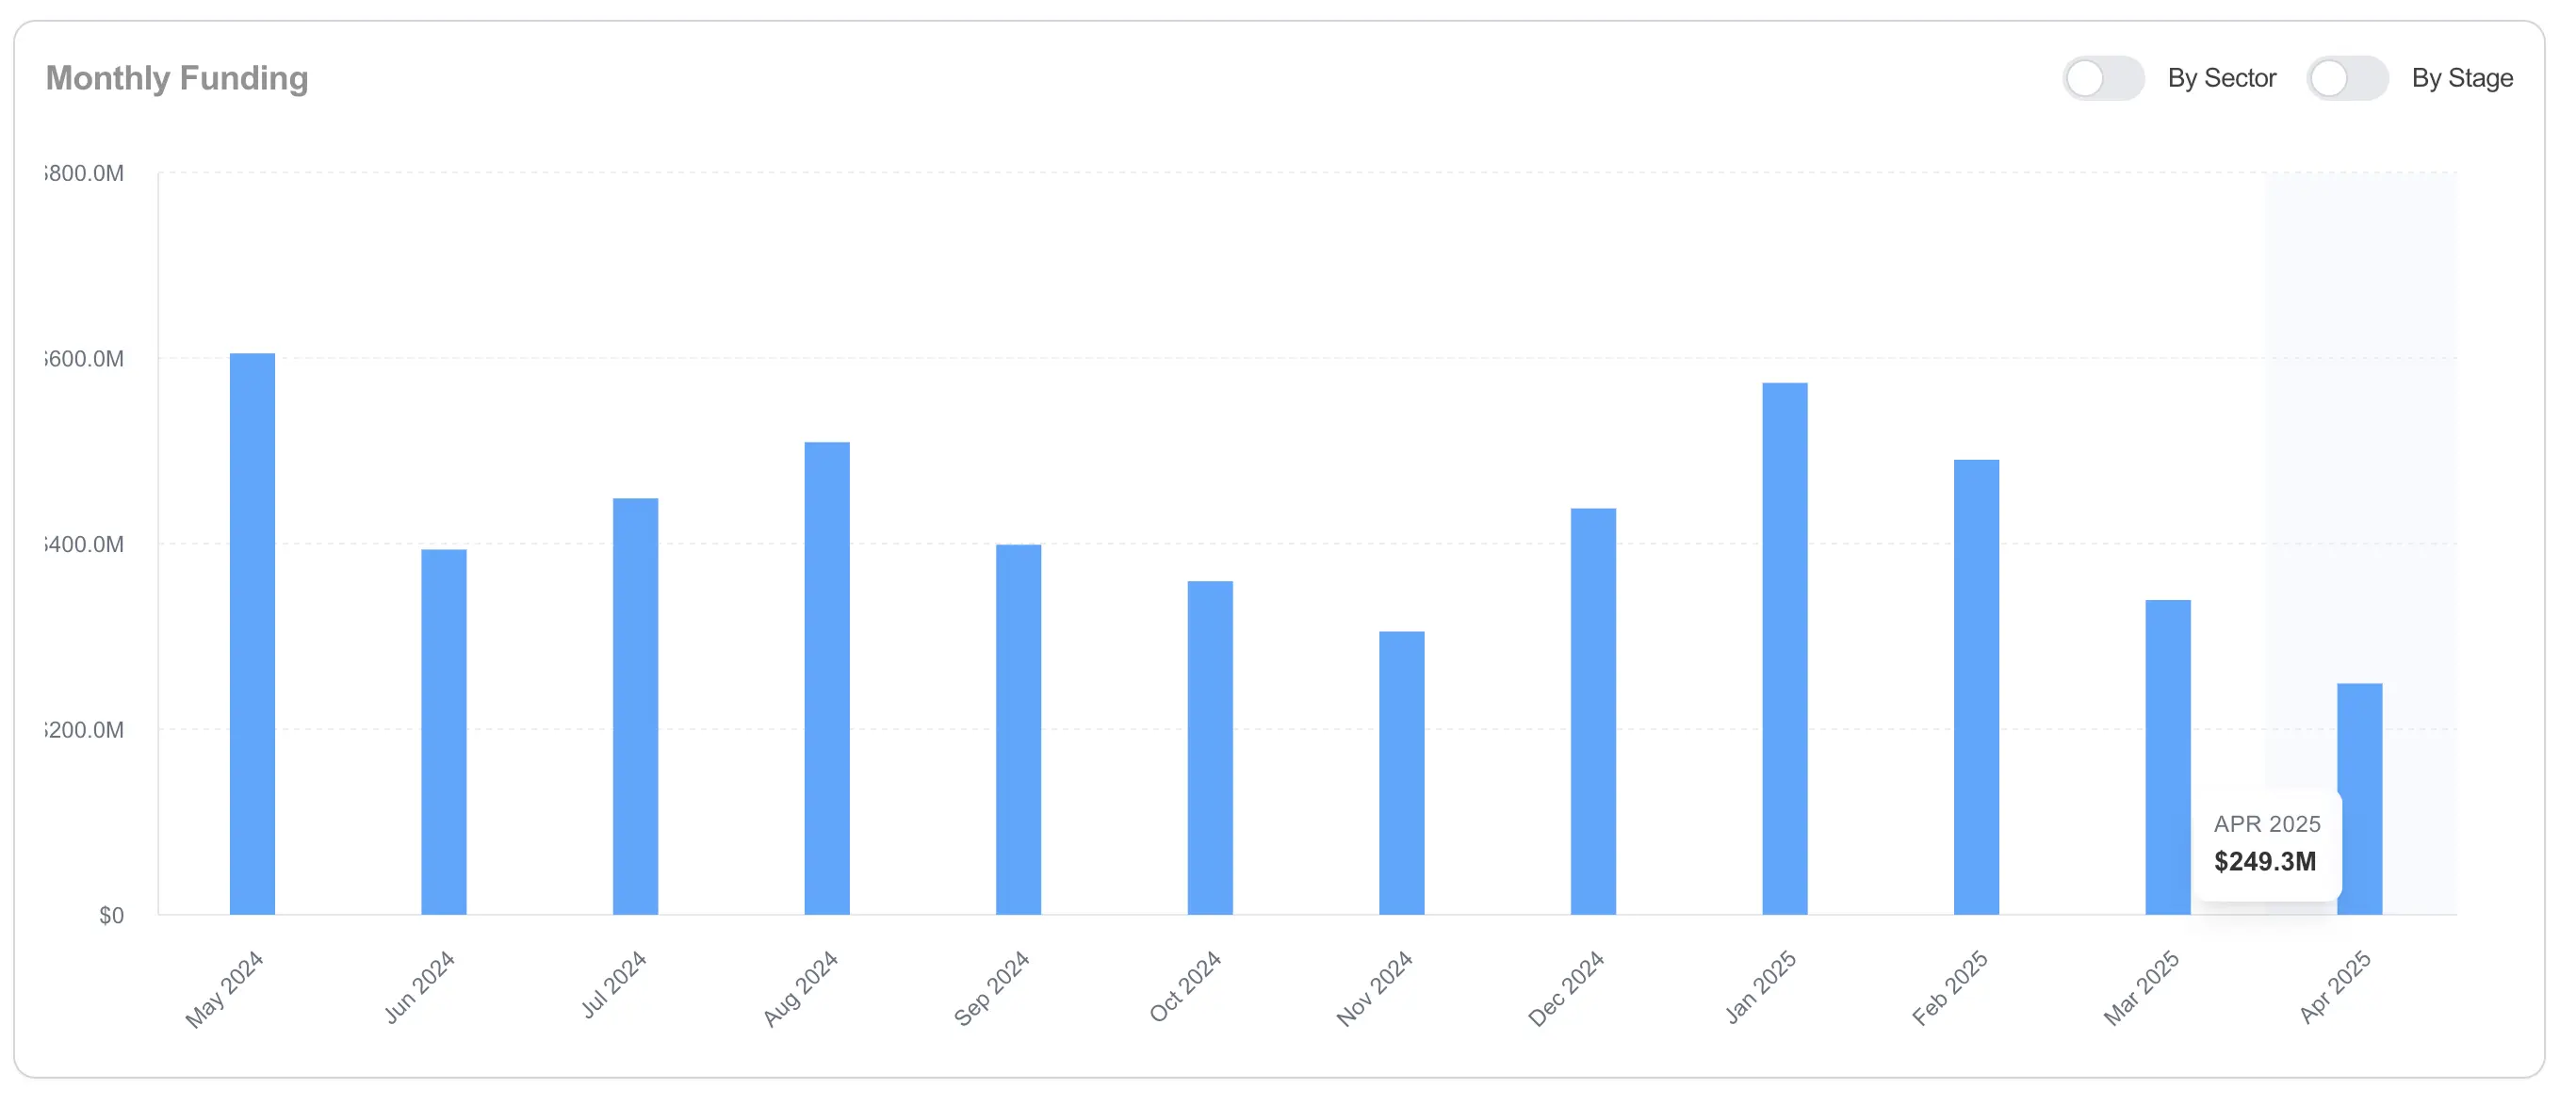 Monthly Funding
By Sector
By Stage
$800.0M
$600.0M
$400.0M
$200.0M
$0
APR 2025
$249.3M
May 2024
Jun 2024
Jul 2024
Aug 2024
Sep 2024
Oct 2024
Nov 2024
Dec 2024
Jan 2025
Feb 2025
Mar 2025
Apr 2025